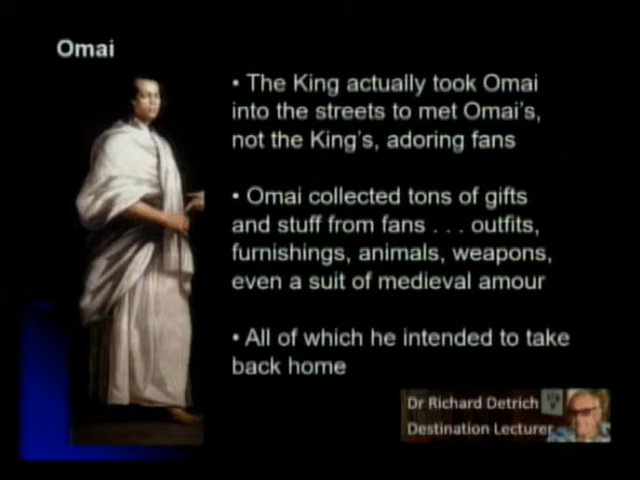 Omai
• The King actually took Omai
into the streets to met Omai's,
not the King's, adoring fans
• Omai collected tons of gifts
and stuff from fans . . . outfits,
furnishings, animals, weapons,
even a suit of medieval amour
• All of which he intended to take
back home
Dr Richard Detrich
Destination Lecturer